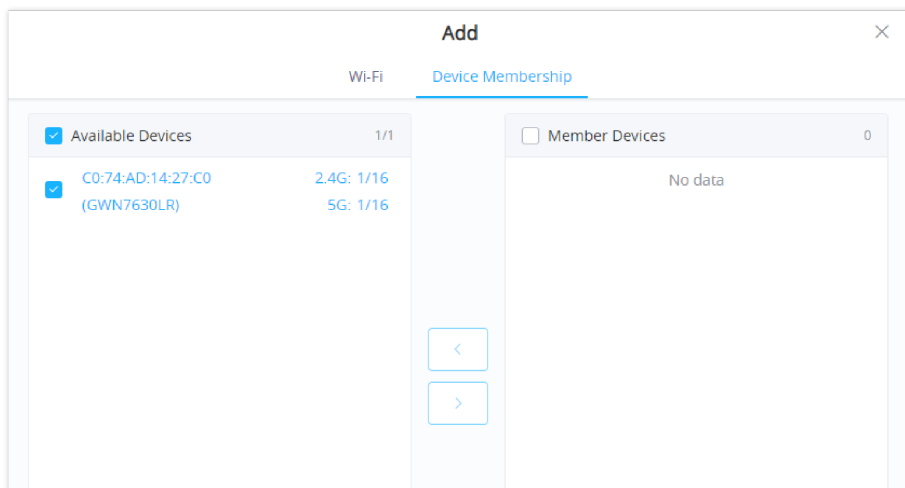 Add
Wi-Fi
Device Membership
Available Devices
1/1
C0:74:AD:14:27:C0
2.4G: 1/16
(GWN7630LR)
5G: 1/16
Member Devices
0
No data